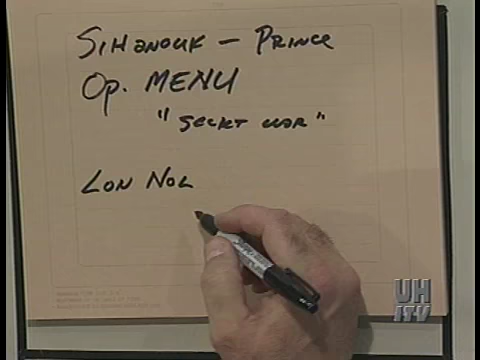 Sihanouk – Prince
Op. MENU
"Secret war"
Lon Nol
UH
ITV